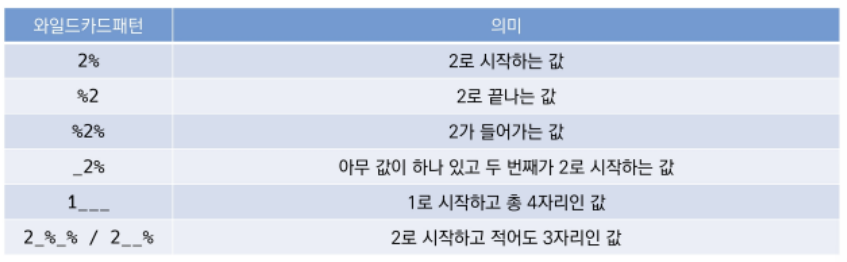 와일드카드패턴 의미
2% 2로 시작하는 값
%2 2로 끝나는 값
%2% 2가 들어가는 값
_2% 아무 값이 하나 있고 두 번째가 2로 시작하는 값
1___ 1로 시작하고 총 4자리인 값
2_%_% / 2__% 2로 시작하고 적어도 3자리인 값